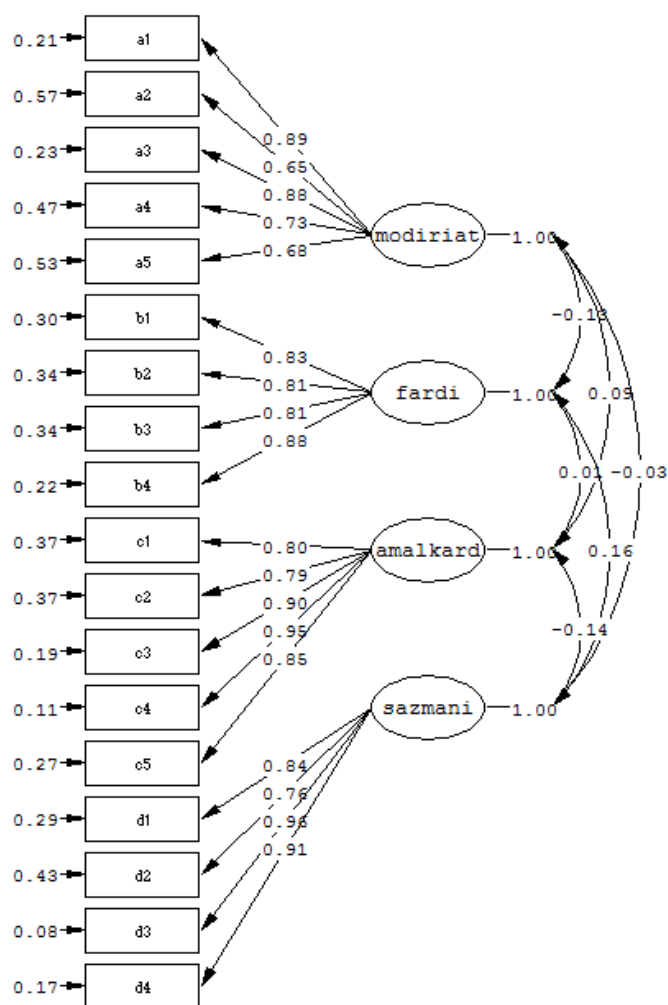 0.21 a1
0.57 a2
0.89
0.23 a3
0.65
0.88
0.47 a4
0.73
modiriat 1.00
0.68
0.53 a5
0.30 b1
-0.13
0.83
0.34 b2
0.81
fardi 1.00 0.09
0.34 b3
0.81
0.88
0.22 b4
0.01 -0.03
0.37 c1
0.80
amalkard 1.00 0.16
0.79
0.37 c2
0.90
0.95
-0.14
0.19 c3
0.85
0.11 c4
sazmani 1.00
0.27 c5
0.84
0.76
0.29 d1
0.96
0.91
0.43 d2
0.08 d3
0.17 d4